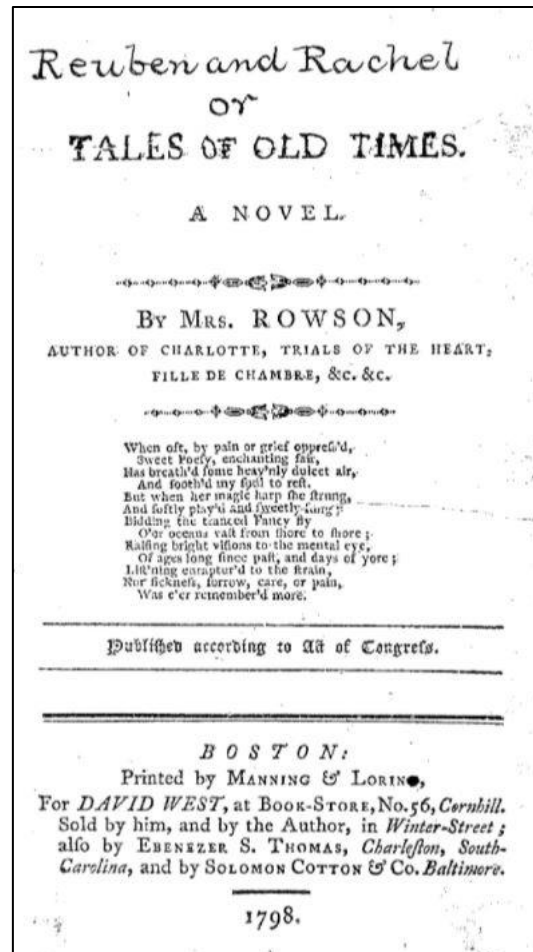 Reuben and Rachel
or
TALES OF OLD TIMES.
A NOVEL.
BY MRS. ROWSON,
AUTHOR OF CHARLOTTE, TRIALS OF THE HEART,
FILLE DE CHAMBRE, &c. &c.
When oft, by pain or grief oppreſs'd,
Sweet Poeſy, enchanting fair,
Has breath'd ſome heav'nly dulcet air,
And ſooth'd my ſoul to reſt.
But when her magic harp ſhe ſtrung,
And ſoftly play'd and ſweetly ſung;
Bidding the tranced Fancy fly
O'er oceans vaſt from ſhore to ſhore;
Raiſing bright viſions to the mental eye,
Of ages long ſince paſt, and days of yore;
Liſt'ning enraptur'd to the ſtrain,
Nor ſickneſs, ſorrow, care, or pain,
Was e'er remember'd more.
Publiſhed according to Act of Congreſs.
BOSTON:
Printed by MANNING & LORING,
For DAVID WEST, at BOOK-STORE, No. 56, Cornhill.
Sold by him, and by the Author, in Winter-Street;
alſo by EBENEZER S. THOMAS, Charleſton, South-
Carolina, and by SOLOMON COTTON & Co. Baltimore.
1798.